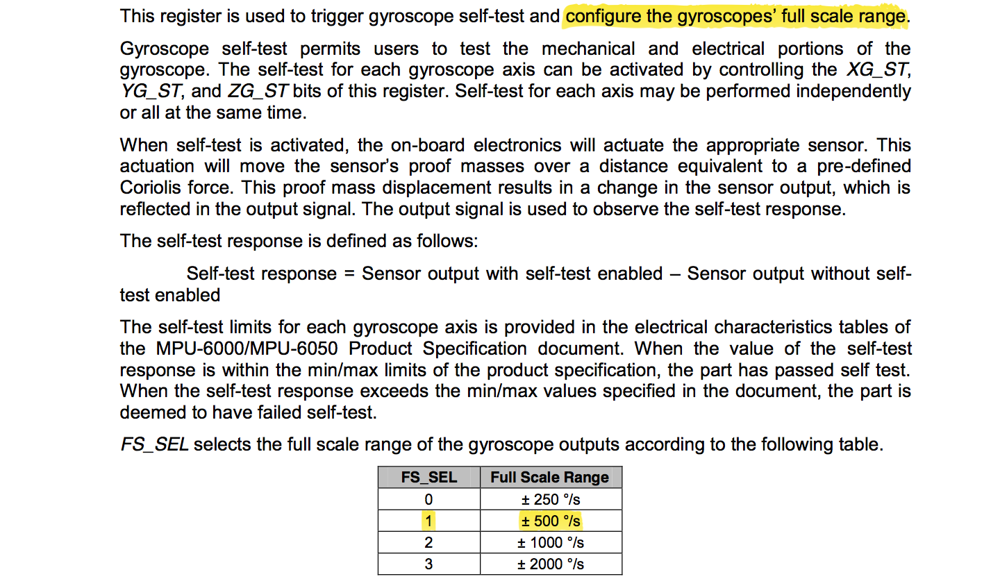 This register is used to trigger gyroscope self-test and configure the gyroscopes’ full scale range.
Gyroscope self-test permits users to test the mechanical and electrical portions of the
gyroscope. The self-test for each gyroscope axis can be activated by controlling the XG_ST,
YG_ST, and ZG_ST bits of this register. Self-test for each axis may be performed independently
or all at the same time.
When self-test is activated, the on-board electronics will actuate the appropriate sensor. This
actuation will move the sensor’s proof masses over a distance equivalent to a pre-defined
Coriolis force. This proof mass displacement results in a change in the sensor output, which is
reflected in the output signal. The output signal is used to observe the self-test response.
The self-test response is defined as follows:
Self-test response = Sensor output with self-test enabled – Sensor output without self-
test enabled
The self-test limits for each gyroscope axis is provided in the electrical characteristics tables of
the MPU-6000/MPU-6050 Product Specification document. When the value of the self-test
response is within the min/max limits of the product specification, the part has passed self test.
When the self-test response exceeds the min/max values specified in the document, the part is
deemed to have failed self-test.
FS_SEL selects the full scale range of the gyroscope outputs according to the following table.
FS_SEL Full Scale Range
0 ± 250 °/s
1 ± 500 °/s
2 ± 1000 °/s
3 ± 2000 °/s